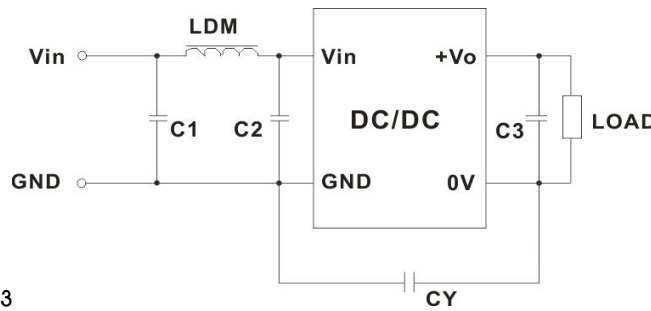 LDM
Vin
Vin
+Vo
C1
C2
DC/DC
C3
LOAD
GND
GND
0V
CY
3